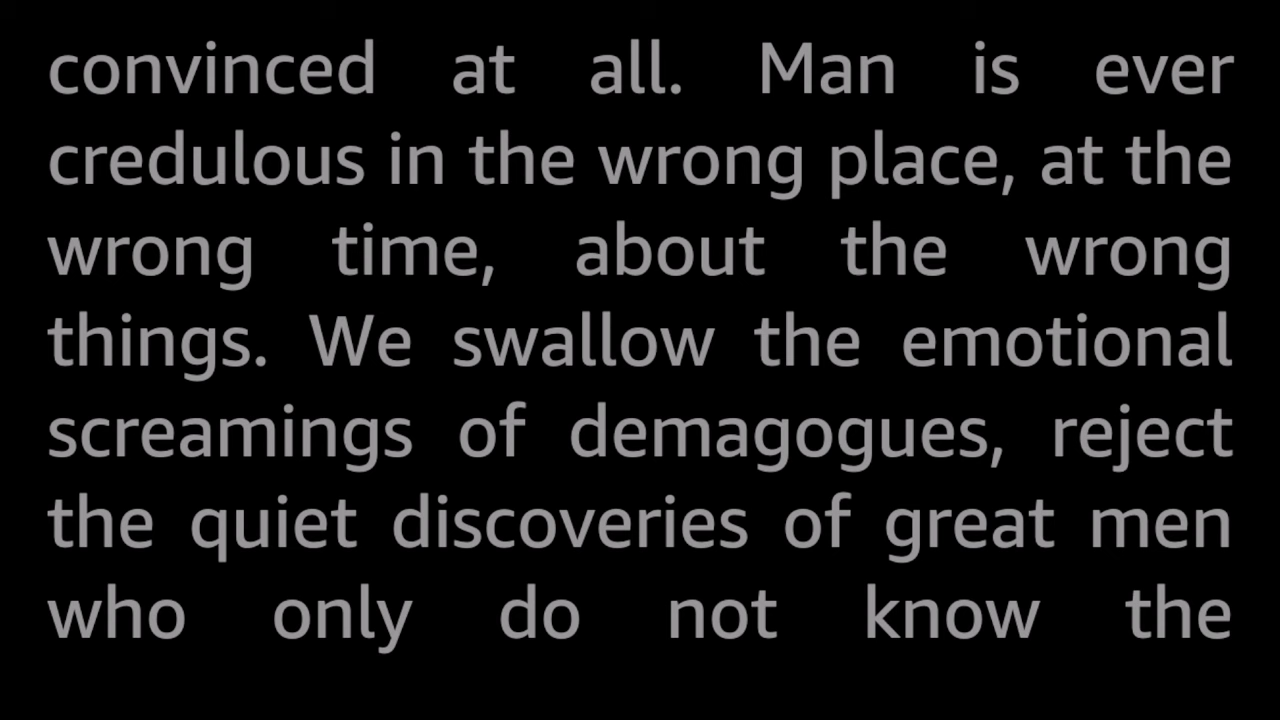 convinced at all. Man is ever
credulous in the wrong place, at the
wrong time, about the wrong
things. We swallow the emotional
screamings of demagogues, reject
the quiet discoveries of great men
who only do not know the